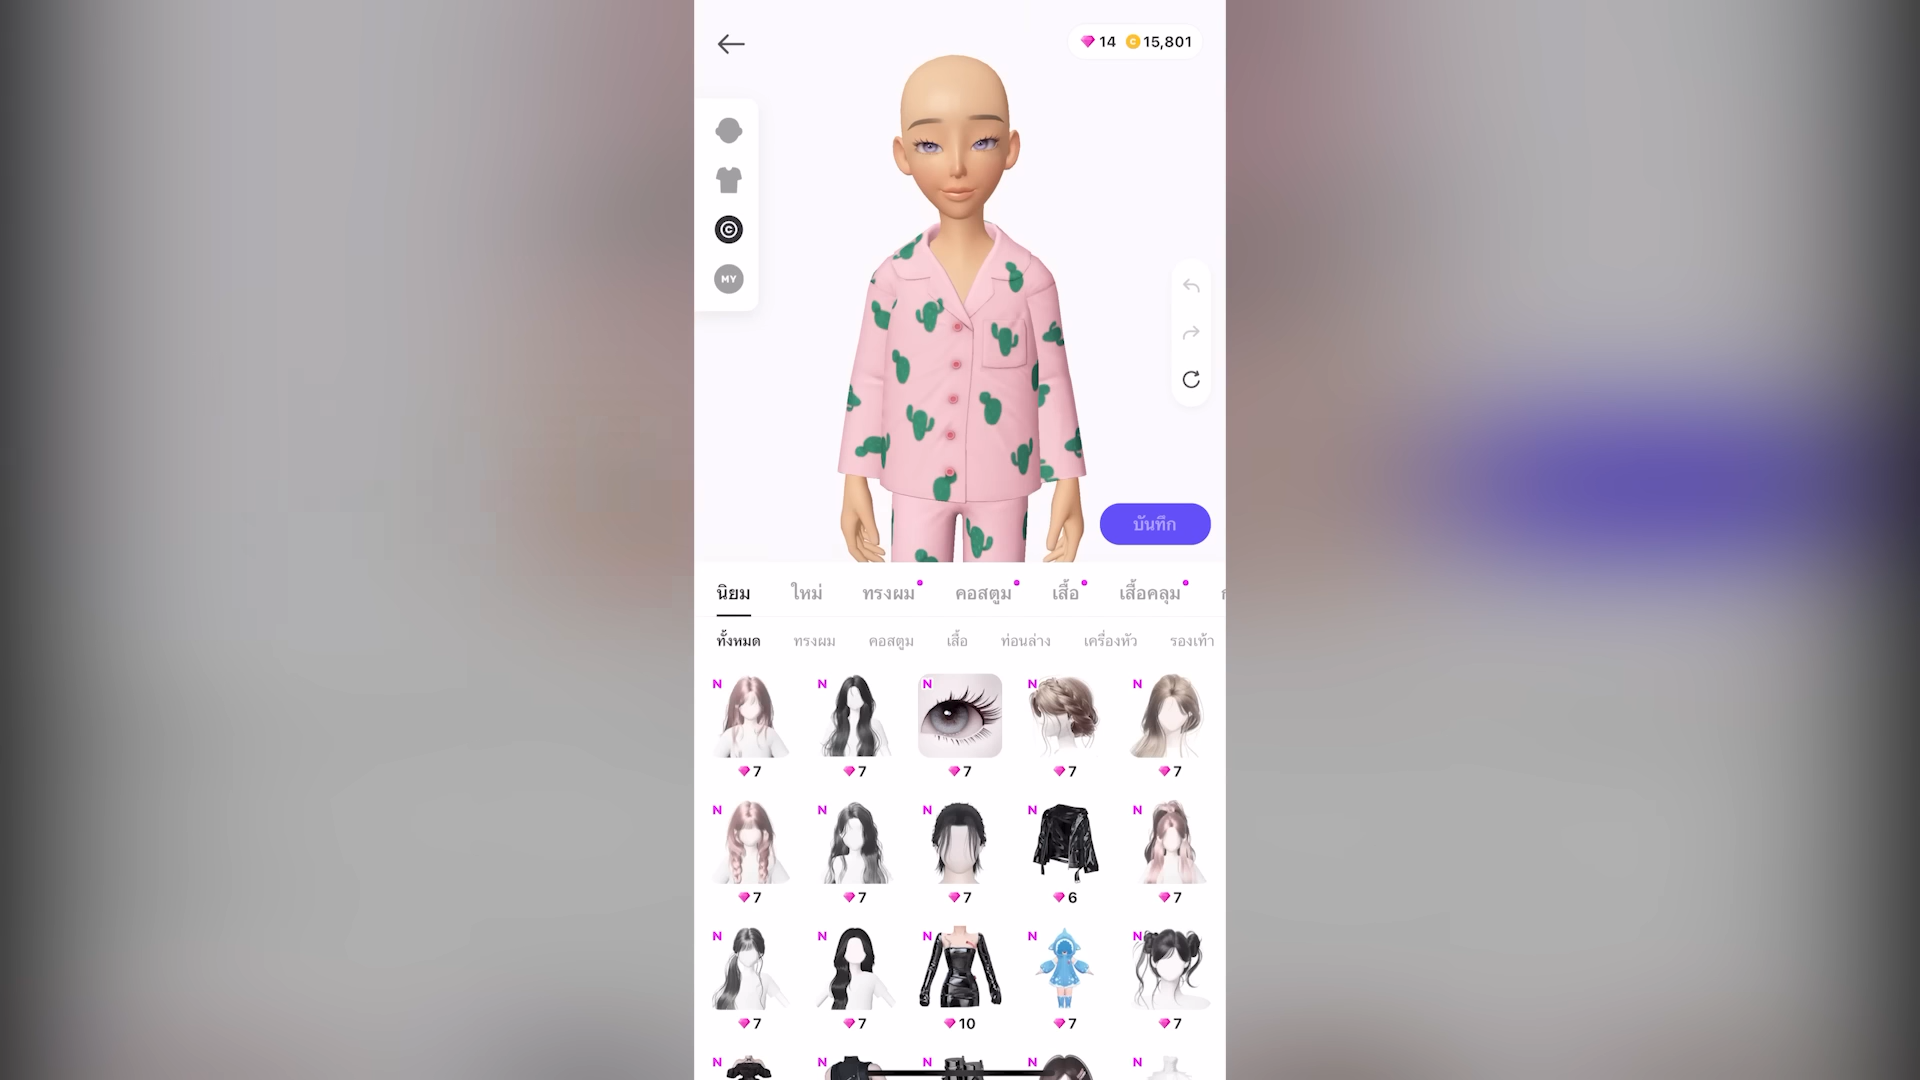 14 C 15,801
C
MY
บันทึก
นิยม ใหม่ ทรงผม คอสตูม เสื้อ เสื้อคลุม
ทั้งหมด ทรงผม คอสตูม เสื้อ ท่อนล่าง เครื่องหัว รองเท้า
N N N N N
7 7 7 7 7
N N N N N
7 7 7 6 7
N N N N N
7 7 10 7 7
N N N N N